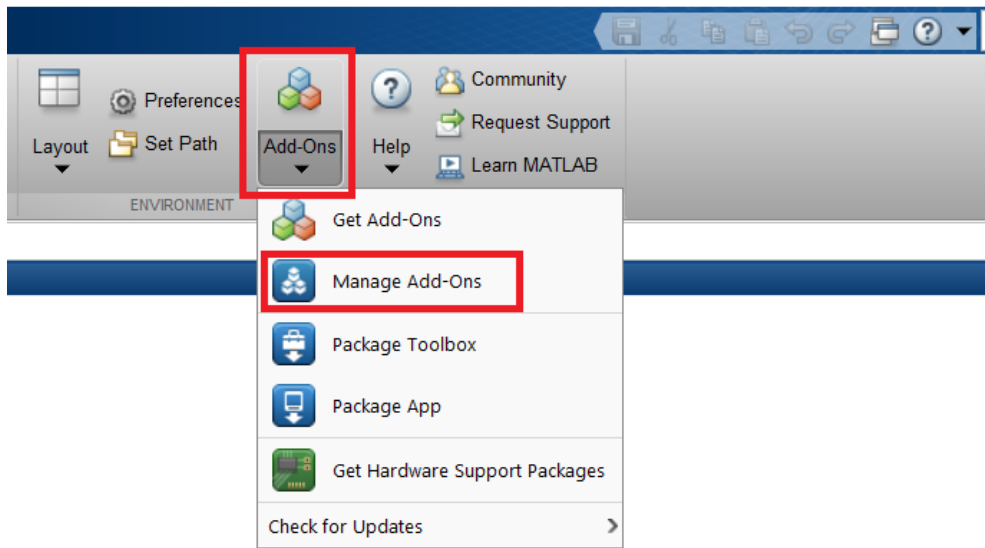 Preferences
Set Path
Layout
ENVIRONMENT
Add-Ons
Help
Community
Request Support
Learn MATLAB
Get Add-Ons
Manage Add-Ons
Package Toolbox
Package App
Get Hardware Support Packages
Check for Updates